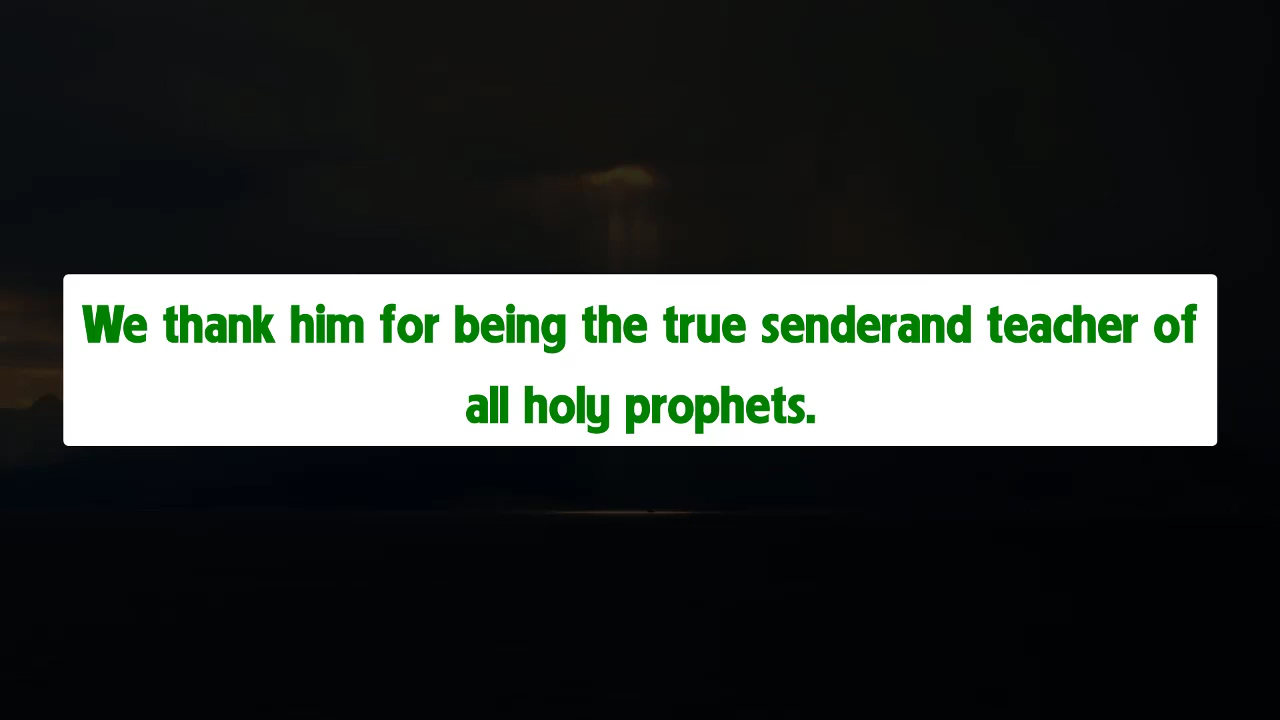 We thank him for being the true senderand teacher of
all holy prophets.